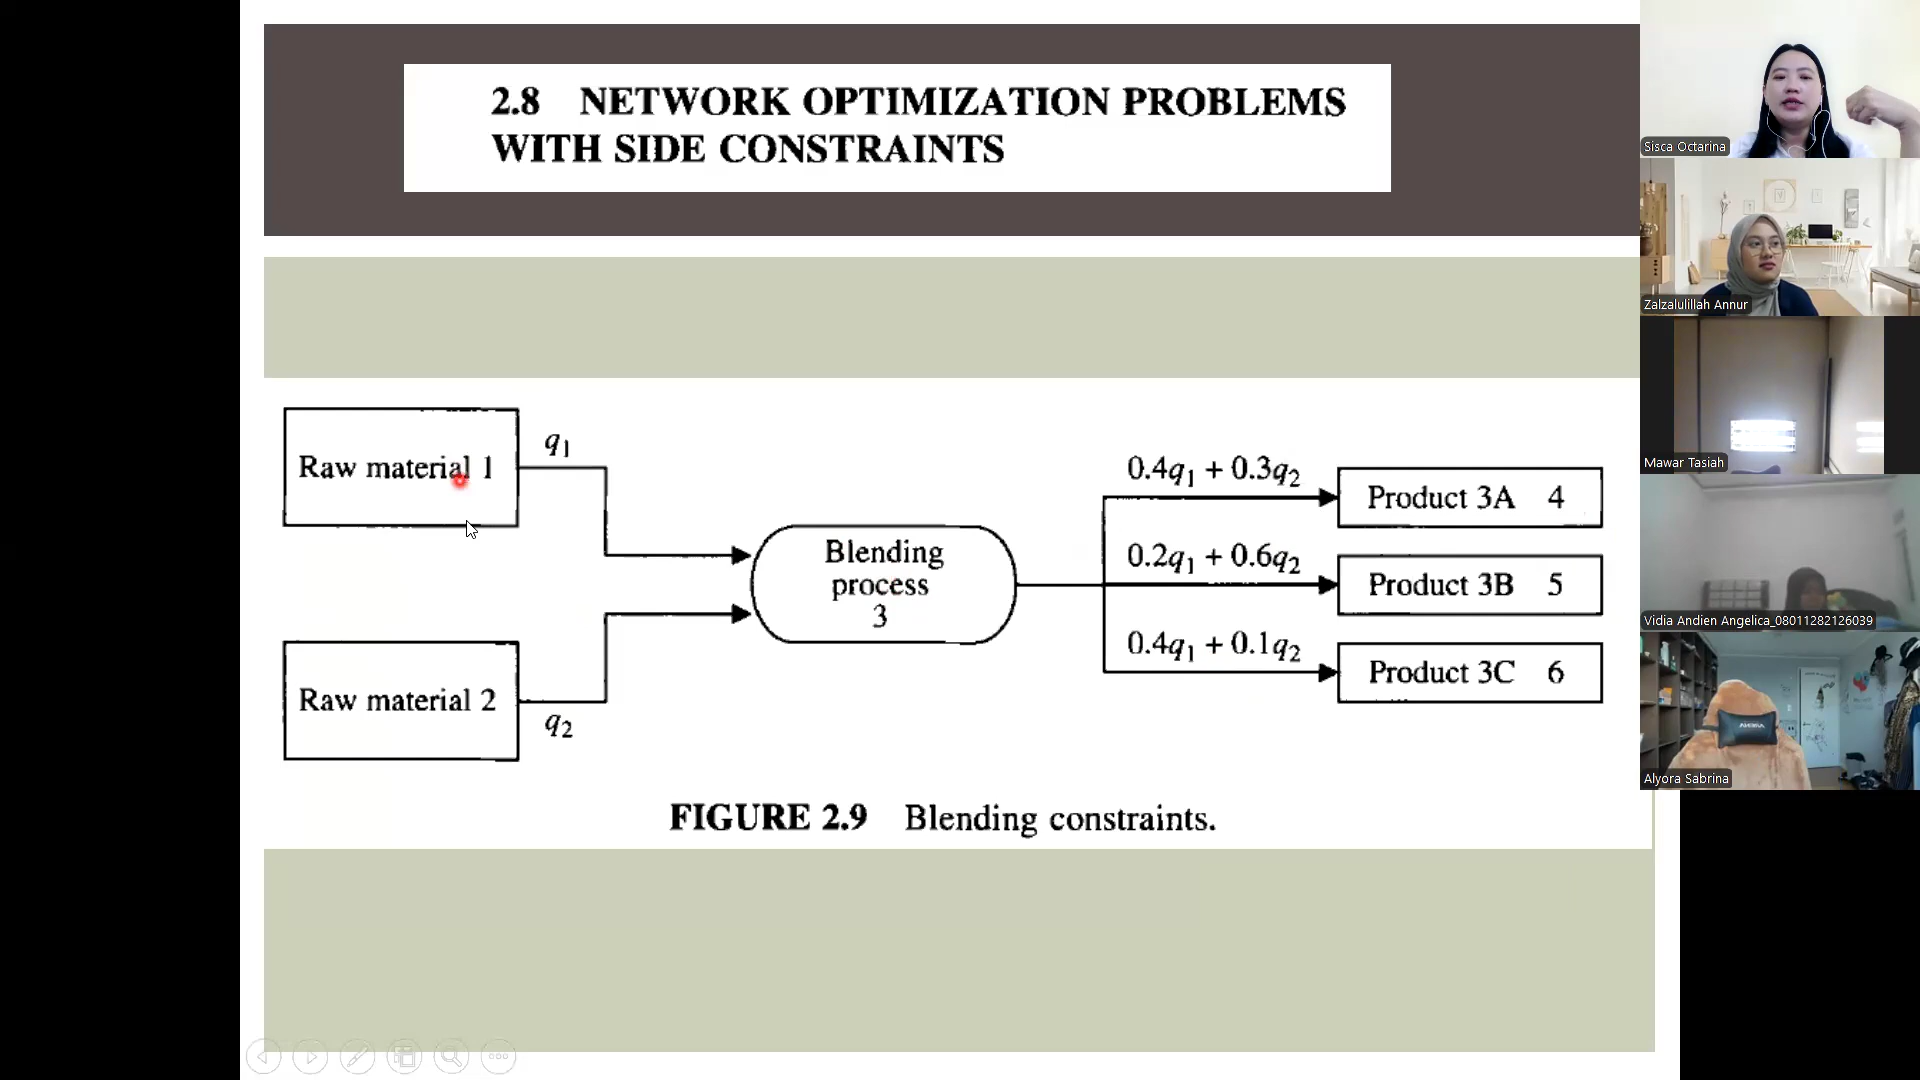 2.8 NETWORK OPTIMIZATION PROBLEMS
WITH SIDE CONSTRAINTS
Raw material 1
q1
Raw material 2
q2
Blending
process
3
0.4q1 + 0.3q2
Product 3A 4
0.2q1 + 0.6q2
Product 3B 5
0.4q1 + 0.1q2
Product 3C 6
FIGURE 2.9 Blending constraints.
Sisca Octarina
Zalzalulillah Annur
Mawar Tasiah
Vidia Andien Angelica_08011282126039
Alyora Sabrina